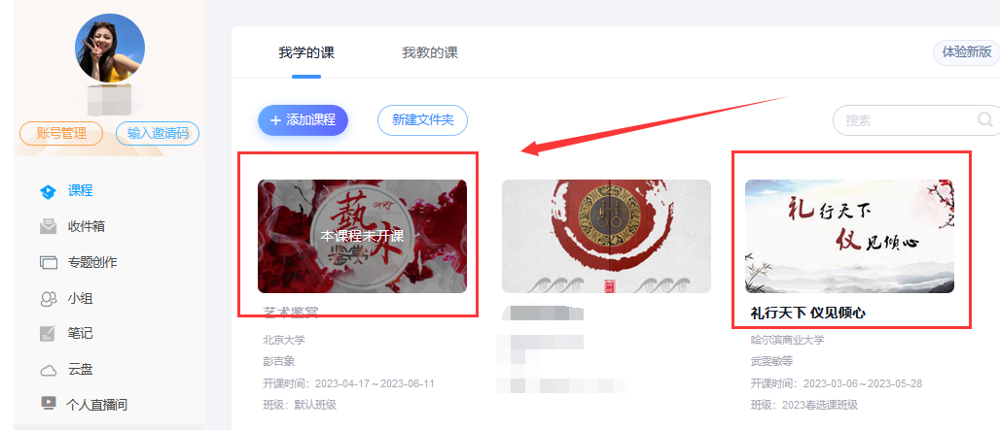 我学的课
我教的课
体验新版
账号管理
输入邀请码
+ 添加课程
新建文件夹
搜索
课程
收件箱
专题创作
小组
笔记
云盘
个人直播间
藝术
ART
鉴赏
本课程未开课
艺术鉴赏
北京大学
彭吉象
开课时间：2023-04-17～2023-06-11
班级：默认班级
礼行天下
仪见倾心
礼行天下 仪见倾心
哈尔滨商业大学
武雯敏等
开课时间：2023-03-06～2023-05-28
班级：2023春选课班级